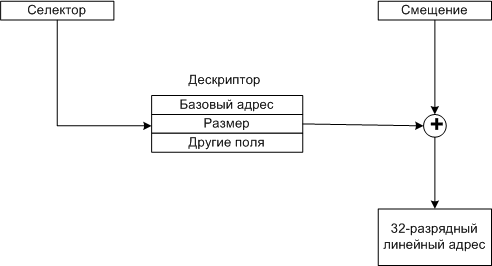 Селектор
Смещение
Дескриптор
Базовый адрес
Размер
Другие поля
+
32-разрядный
линейный адрес